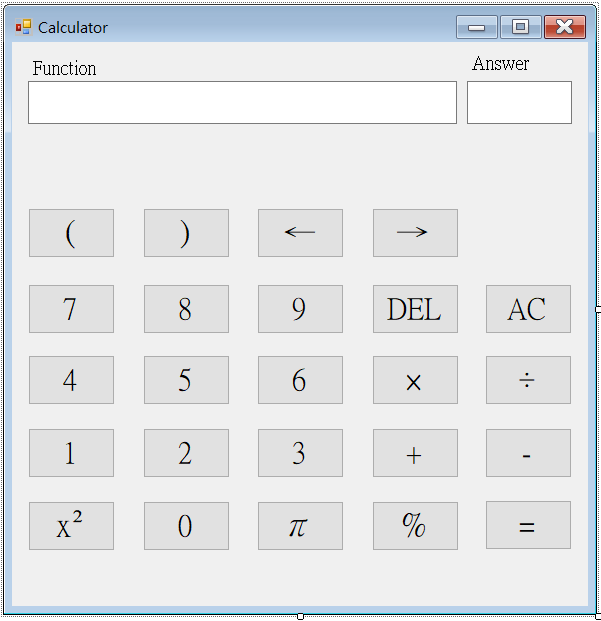 Calculator
Function Answer
( ) ← →
7 8 9 DEL AC
4 5 6 × ÷
1 2 3 + -
x² 0 π % =